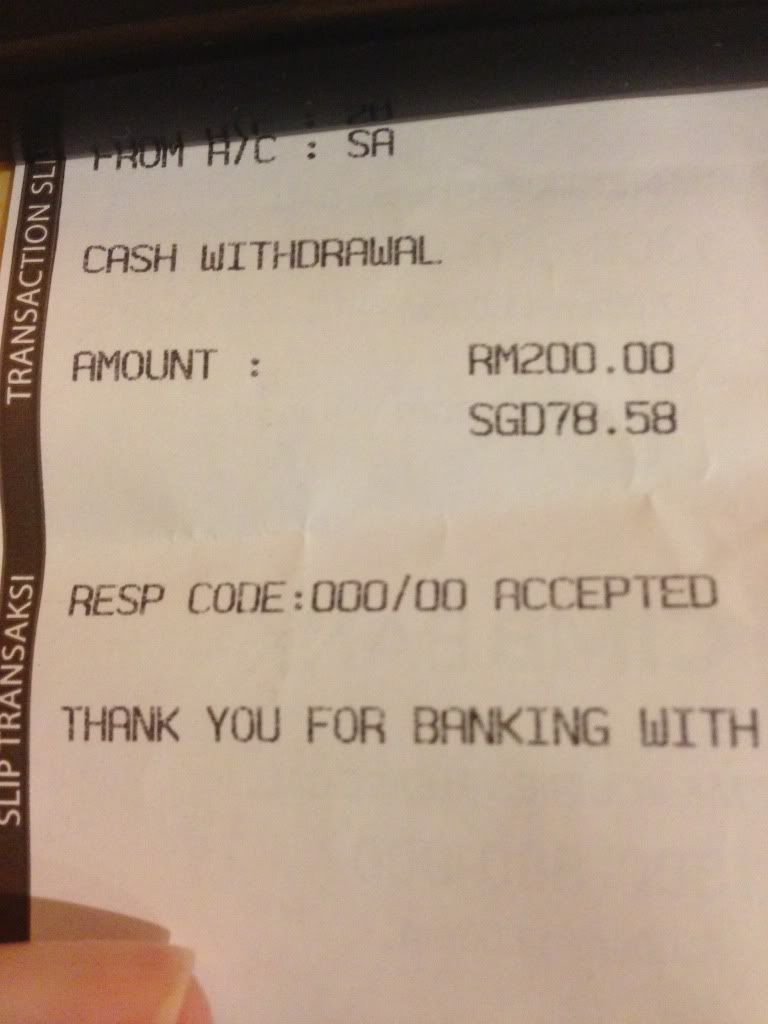 FROM A/C : SA
CASH WITHDRAWAL
AMOUNT : RM200.00
SGD78.58
RESP CODE:000/00 ACCEPTED
THANK YOU FOR BANKING WITH
TRANSACTION SLI
SLIP TRANSAKSI